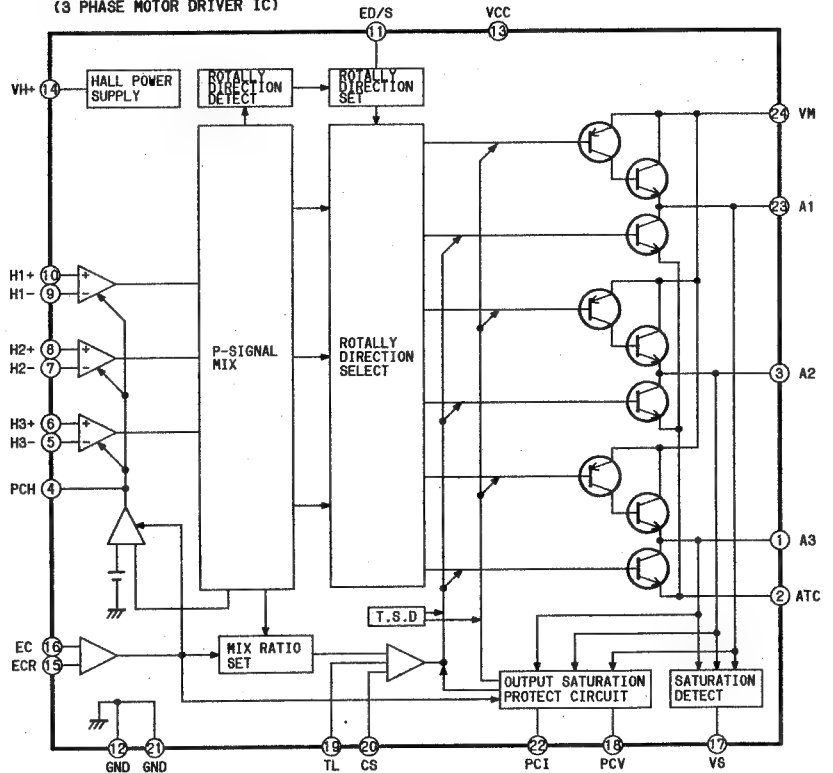 (3 PHASE MOTOR DRIVER IC)
ED/S
VCC
11
13
VH+ 14
HALL POWER
SUPPLY
ROTALLY
DIRECTION
DETECT
ROTALLY
DIRECTION
SET
24 VM
23 A1
H1+ 10
+
H1- 9
-
H2+ 8
+
H2- 7
-
H3+ 6
+
H3- 5
-
P-SIGNAL
MIX
ROTALLY
DIRECTION
SELECT
3 A2
PCH 4
1 A3
2 ATC
T.S.D
EC 16
ECR 15
MIX RATIO
SET
OUTPUT SATURATION
PROTECT CIRCUIT
SATURATION
DETECT
12
21
19
20
22
18
17
GND
GND
TL
CS
PCI
PCV
VS